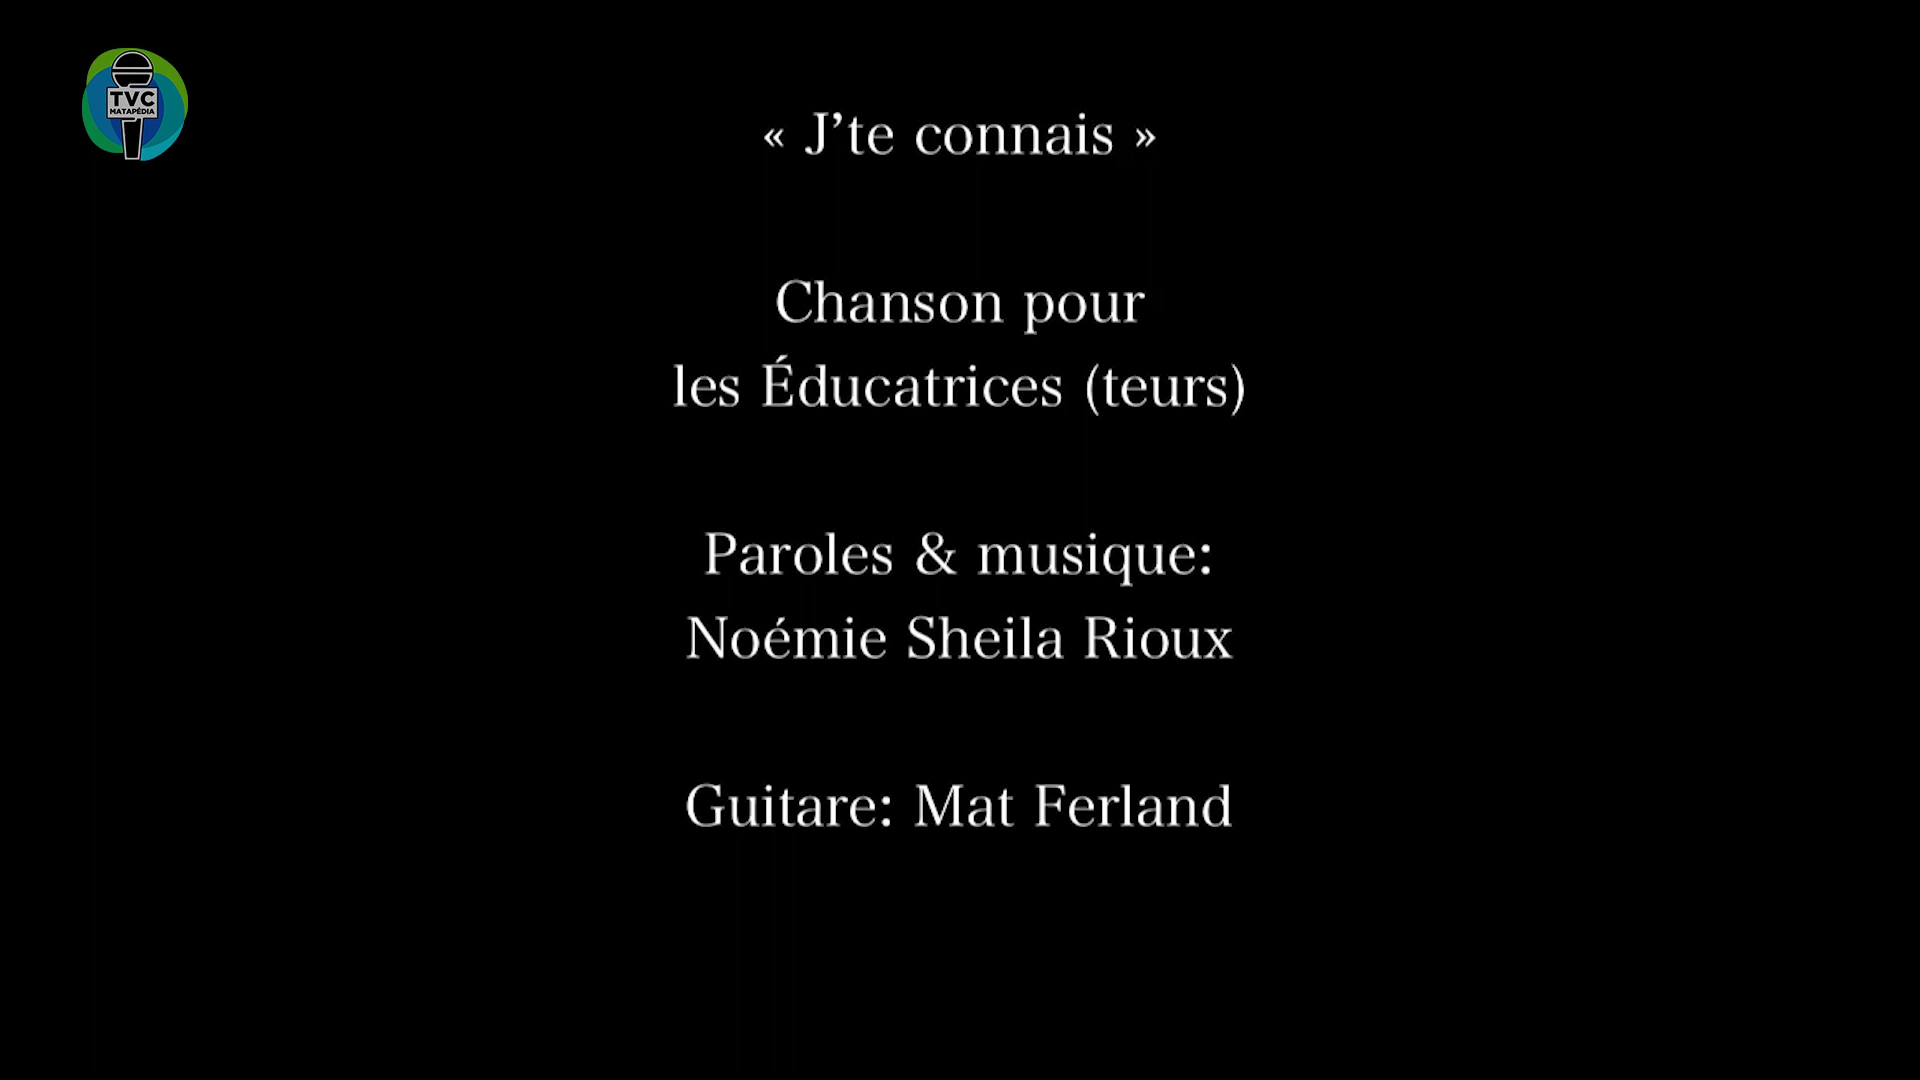 TVC
MATAPÉDIA
« J’te connais »
Chanson pour
les Éducatrices (teurs)
Paroles & musique:
Noémie Sheila Rioux
Guitare: Mat Ferland